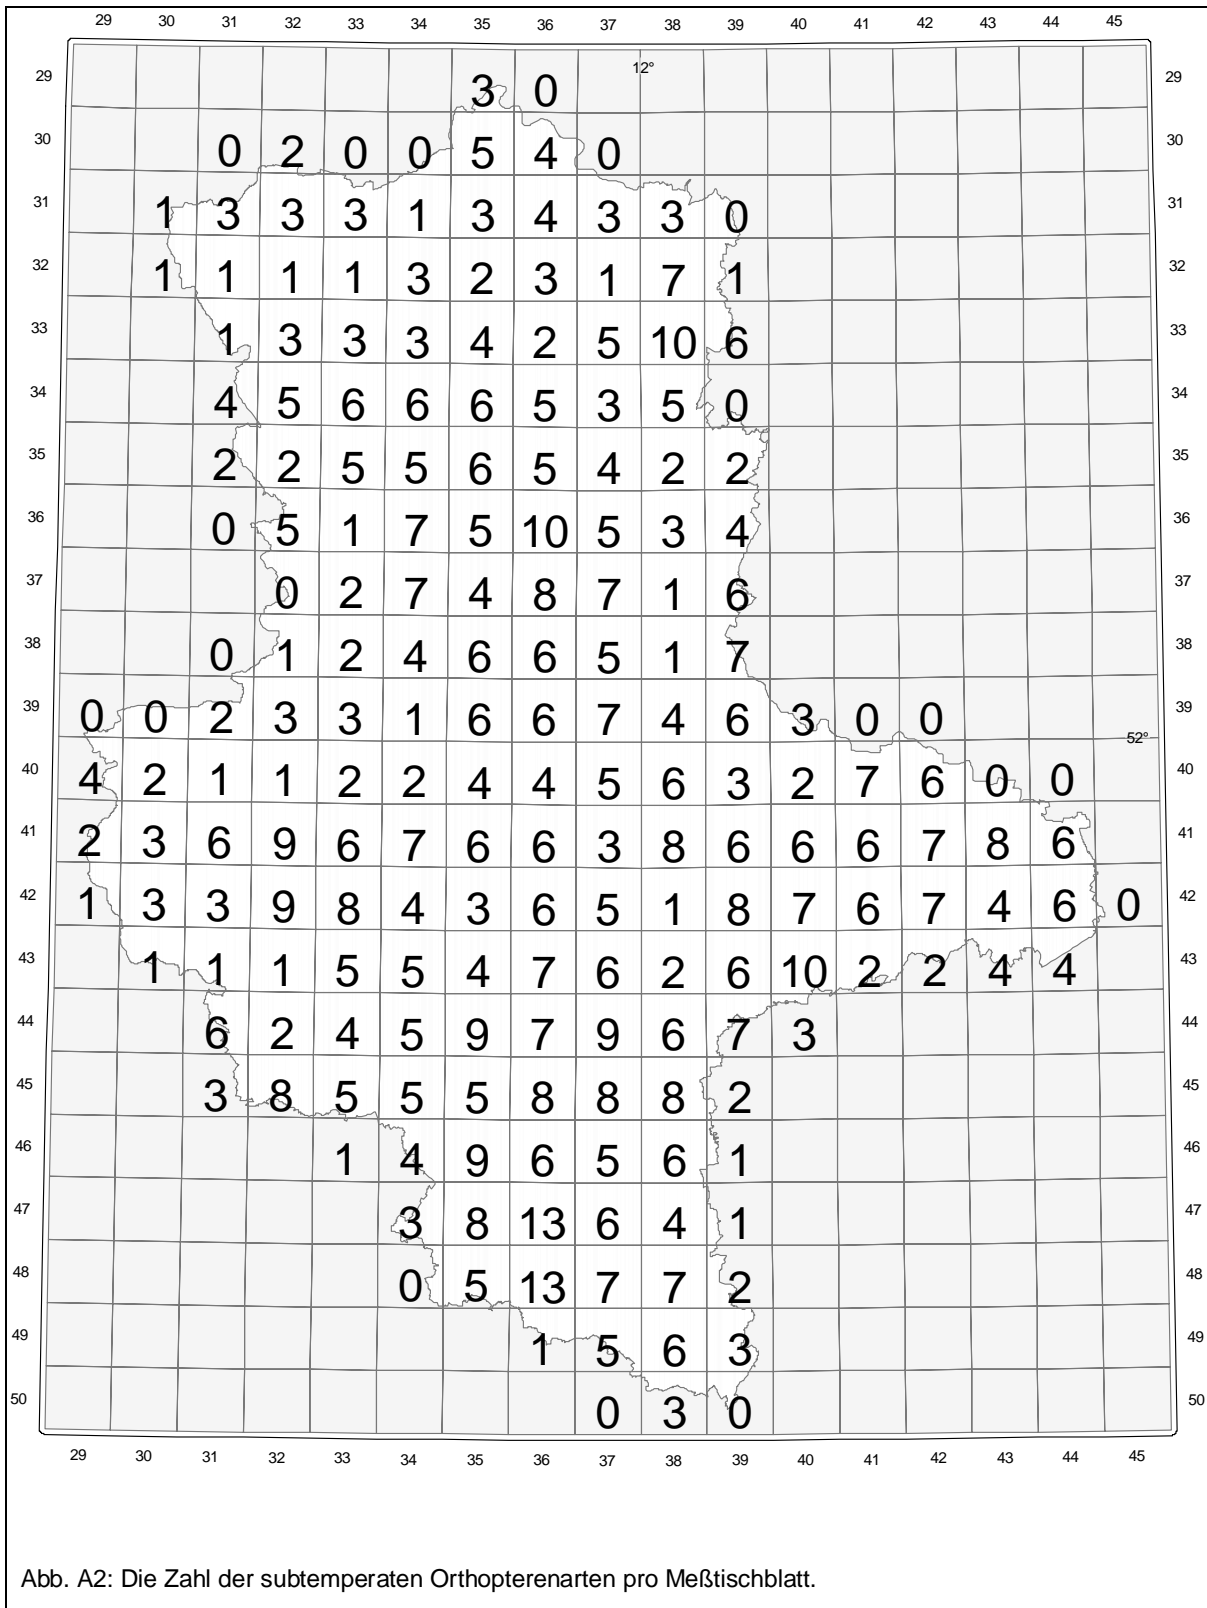 29 30 31 32 33 34 35 36 37 38 39 40 41 42 43 44 45
12°
29 3 0 29
30 0 2 0 0 5 4 0 30
31 1 3 3 3 1 3 4 3 3 0 31
32 1 1 1 1 3 2 3 1 7 1 32
33 1 3 3 3 4 2 5 10 6 33
34 4 5 6 6 6 5 3 5 0 34
35 2 2 5 5 6 5 4 2 2 35
36 0 5 1 7 5 10 5 3 4 36
37 0 2 7 4 8 7 1 6 37
38 0 1 2 4 6 6 5 1 7 38
39 0 0 2 3 3 1 6 6 7 4 6 3 0 0 39
52°
40 4 2 1 1 2 2 4 4 5 6 3 2 7 6 0 0 40
41 2 3 6 9 6 7 6 6 3 8 6 6 6 7 8 6 41
42 1 3 3 9 8 4 3 6 5 1 8 7 6 7 4 6 0 42
43 1 1 1 5 5 4 7 6 2 6 10 2 2 4 4 43
44 6 2 4 5 9 7 9 6 7 3 44
45 3 8 5 5 5 8 8 8 2 45
46 1 4 9 6 5 6 1 46
47 3 8 13 6 4 1 47
48 0 5 13 7 7 2 48
49 1 5 6 3 49
50 0 3 0 50
29 30 31 32 33 34 35 36 37 38 39 40 41 42 43 44 45
Abb. A2: Die Zahl der subtemperaten Orthopterenarten pro Meßtischblatt.